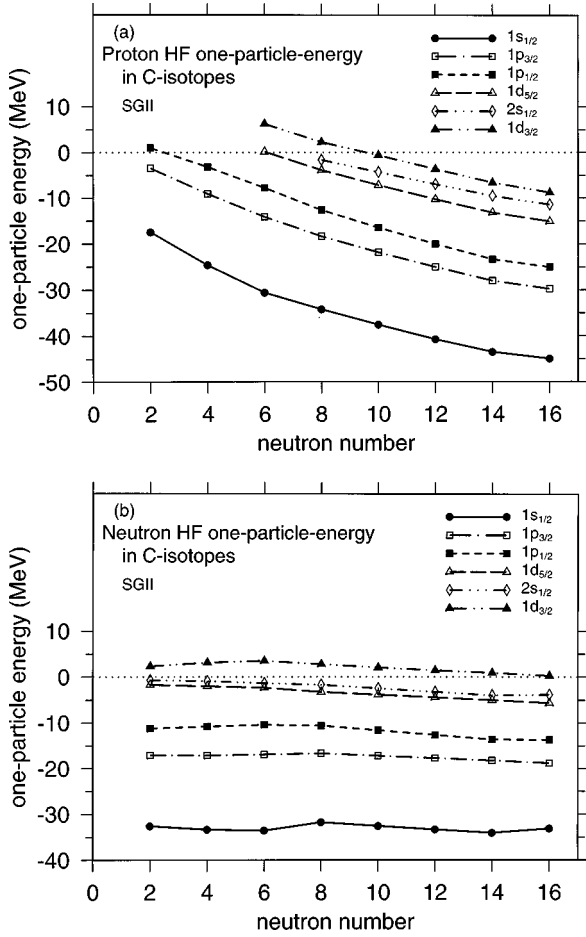 (a)
Proton HF one-particle-energy
in C-isotopes
SGII
1s1/2
1p3/2
1p1/2
1d5/2
2s1/2
1d3/2
one-particle energy (MeV)
10
0
-10
-20
-30
-40
-50
0 2 4 6 8 10 12 14 16
neutron number
(b)
Neutron HF one-particle-energy
in C-isotopes
SGII
1s1/2
1p3/2
1p1/2
1d5/2
2s1/2
1d3/2
one-particle energy (MeV)
10
0
-10
-20
-30
-40
0 2 4 6 8 10 12 14 16
neutron number